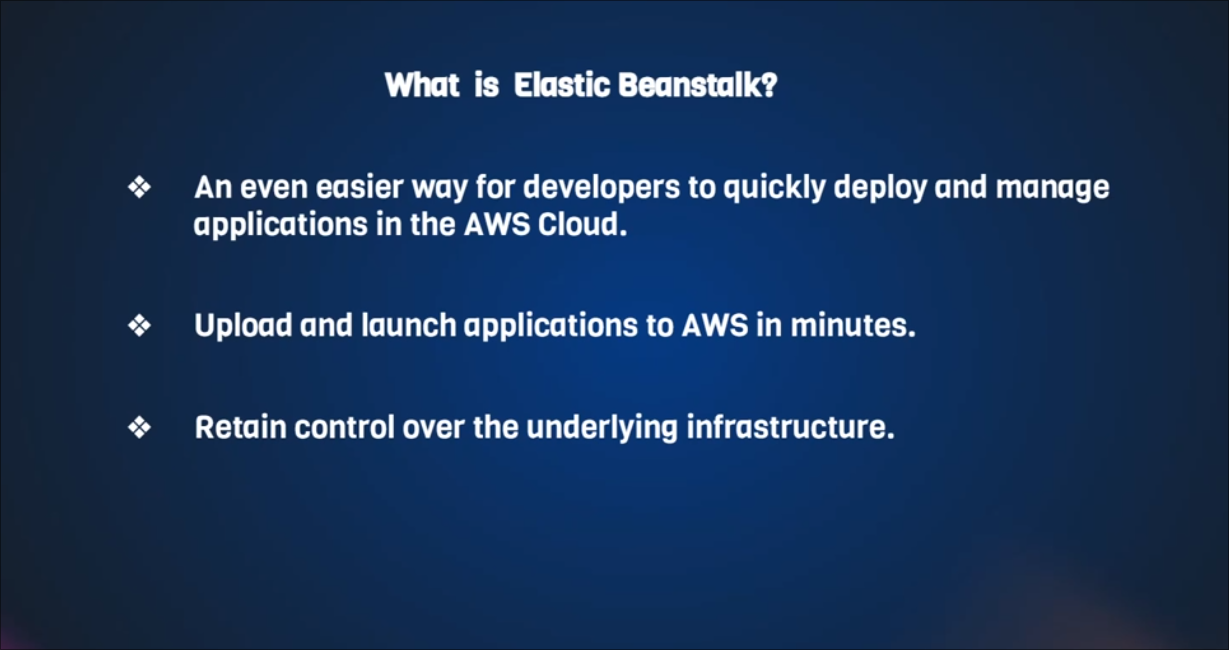 What is Elastic Beanstalk?
❖ An even easier way for developers to quickly deploy and manage
applications in the AWS Cloud.
❖ Upload and launch applications to AWS in minutes.
❖ Retain control over the underlying infrastructure.